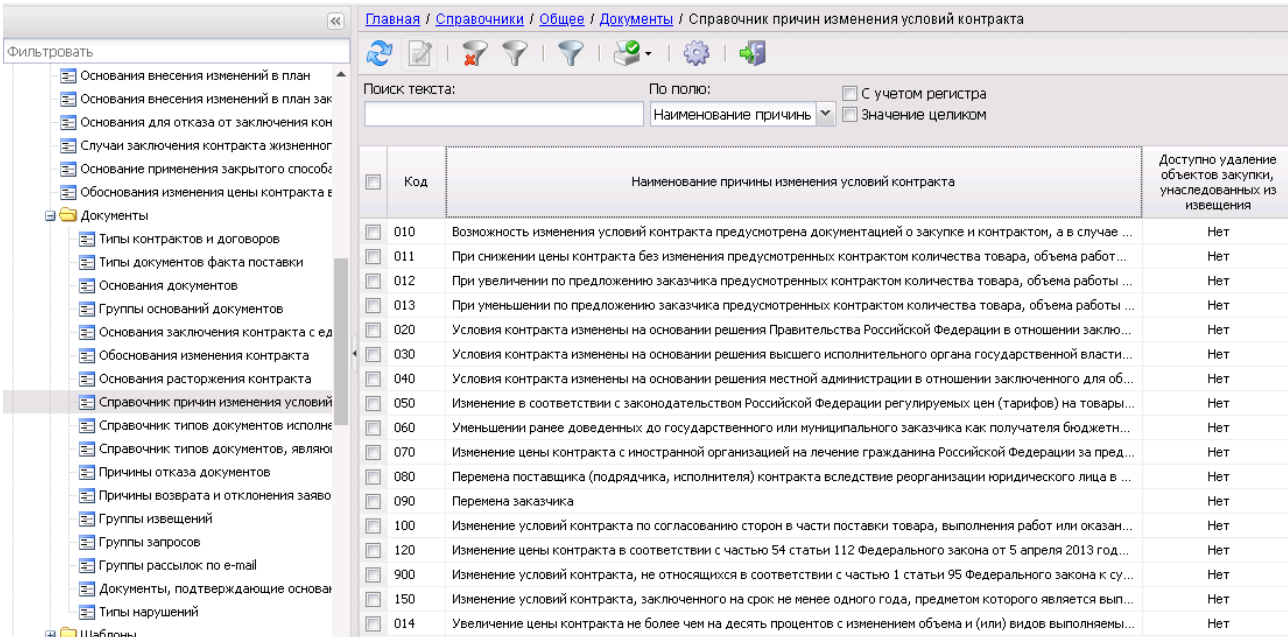 Главная / Справочники / Общее / Документы / Справочник причин изменения условий контракта
Фильтровать
Основания внесения изменений в план
Основания внесения изменений в план зак
Основания для отказа от заключения кон
Случаи заключения контракта жизненног
Основание применения закрытого способа
Обоснования изменения цены контракта в
Документы
Типы контрактов и договоров
Типы документов факта поставки
Основания документов
Группы оснований документов
Основания заключения контракта с ед
Обоснования изменения контракта
Основания расторжения контракта
Справочник причин изменения условий
Справочник типов документов исполне
Справочник типов документов, являю
Причины отказа документов
Причины возврата и отклонения заяво
Группы извещений
Группы запросов
Группы рассылок по e-mail
Документы, подтверждающие основан
Типы нарушений
Шаблоны
Поиск текста:
По полю:
Наименование причинь
С учетом регистра
Значение целиком
Код
Наименование причины изменения условий контракта
Доступно удаление
объектов закупки,
унаследованных из
извещения
010 Возможность изменения условий контракта предусмотрена документацией о закупке и контрактом, а в случае ... Нет
011 При снижении цены контракта без изменения предусмотренных контрактом количества товара, объема работ... Нет
012 При увеличении по предложению заказчика предусмотренных контрактом количества товара, объема работы ... Нет
013 При уменьшении по предложению заказчика предусмотренных контрактом количества товара, объема работы ... Нет
020 Условия контракта изменены на основании решения Правительства Российской Федерации в отношении заклю... Нет
030 Условия контракта изменены на основании решения высшего исполнительного органа государственной власти... Нет
040 Условия контракта изменены на основании решения местной администрации в отношении заключенного для об... Нет
050 Изменение в соответствии с законодательством Российской Федерации регулируемых цен (тарифов) на товары... Нет
060 Уменьшении ранее доведенных до государственного или муниципального заказчика как получателя бюджетн... Нет
070 Изменение цены контракта с иностранной организацией на лечение гражданина Российской Федерации за пред... Нет
080 Перемена поставщика (подрядчика, исполнителя) контракта вследствие реорганизации юридического лица в ... Нет
090 Перемена заказчика Нет
100 Изменение условий контракта по согласованию сторон в части поставки товара, выполнения работ или оказан... Нет
120 Изменение цены контракта в соответствии с частью 54 статьи 112 Федерального закона от 5 апреля 2013 год... Нет
900 Изменение условий контракта, не относящихся в соответствии с частью 1 статьи 95 Федерального закона к су... Нет
150 Изменение условий контракта, заключенного на срок не менее одного года, предметом которого является вып... Нет
014 Увеличение цены контракта не более чем на десять процентов с изменением объема и (или) видов выполняемы... Нет